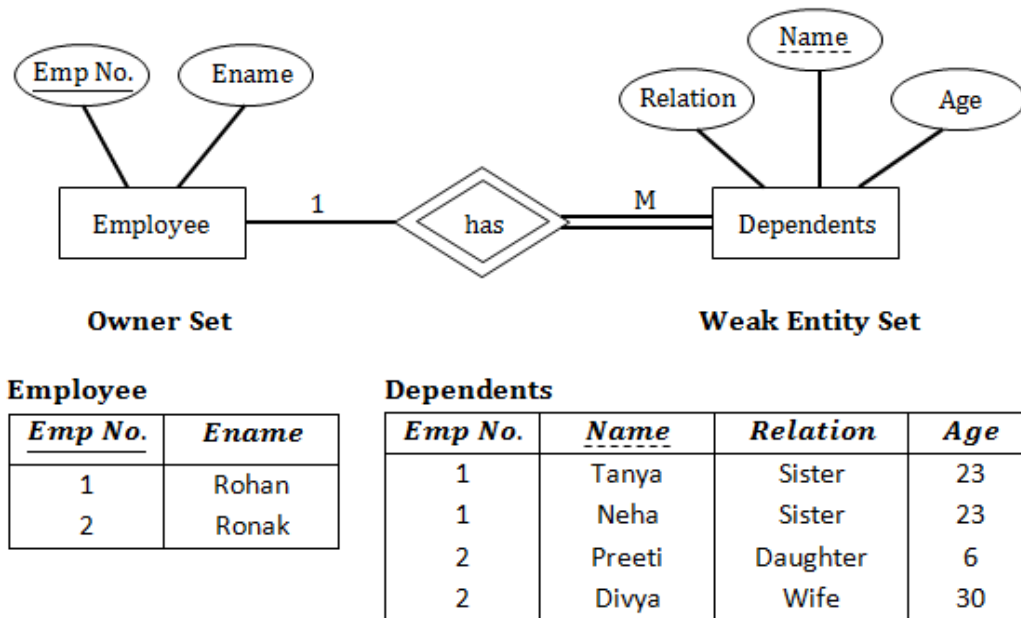 Name
Emp No. Ename
Relation Age
Employee 1 has M Dependents
Owner Set Weak Entity Set
Employee
Emp No. Ename
1 Rohan
2 Ronak
Dependents
Emp No. Name Relation Age
1 Tanya Sister 23
1 Neha Sister 23
2 Preeti Daughter 6
2 Divya Wife 30